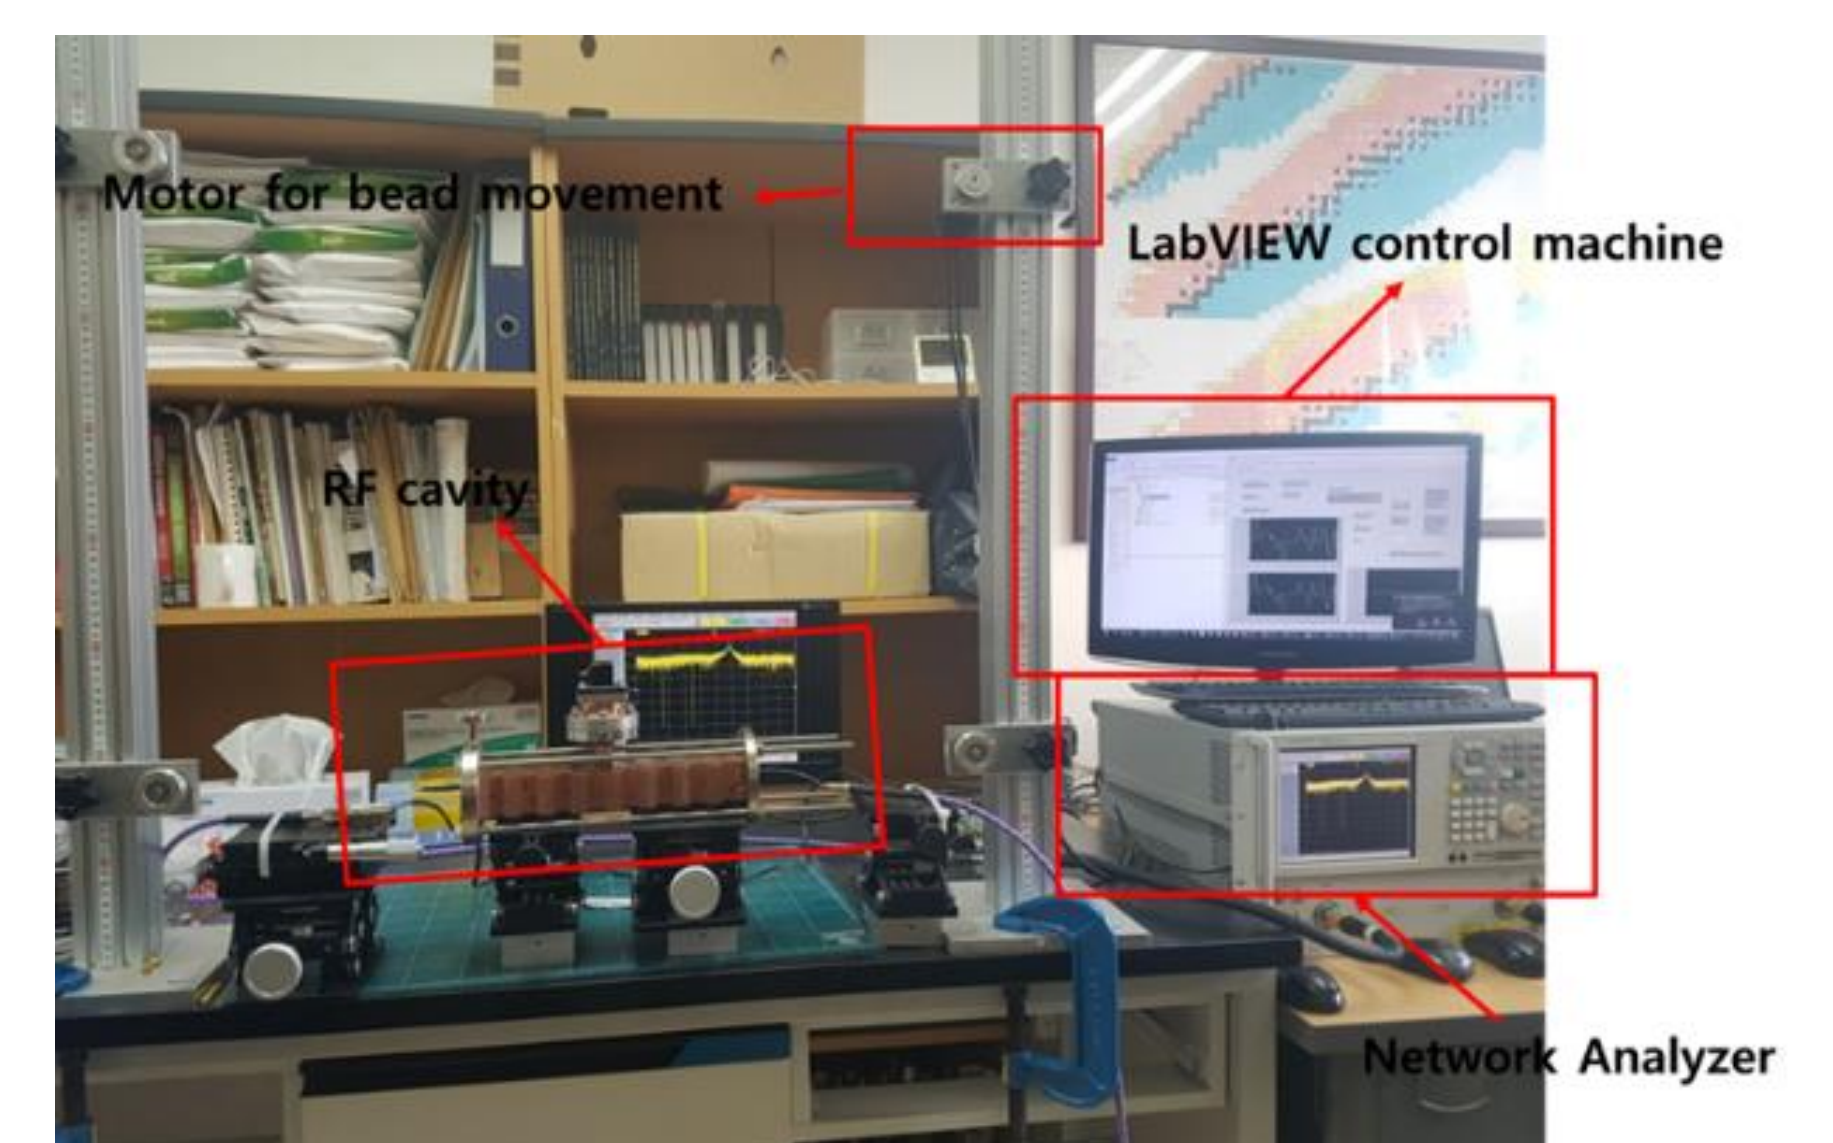 Motor for bead movement
LabVIEW control machine
RF cavity
Network Analyzer